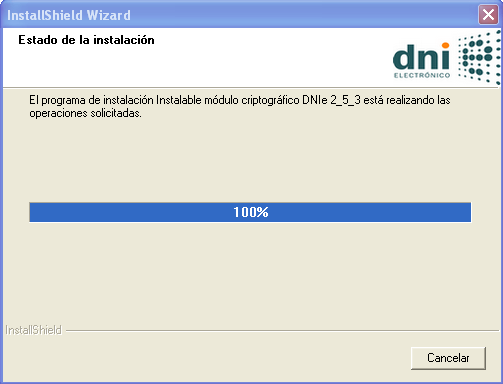 InstallShield Wizard
Estado de la instalación
dni
ELECTRÓNICO
El programa de instalación Instalable módulo criptográfico DNIe 2_5_3 está realizando las
operaciones solicitadas.
100%
InstallShield
Cancelar